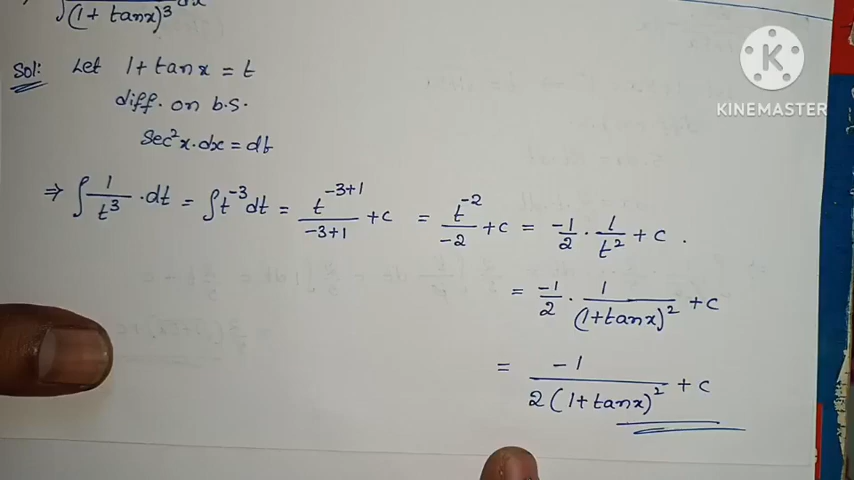 ∫ (1+ tanx)³ dx
Sol: Let 1+tanx = t
diff. on b.s.
sec²x.dx = dt
⇒ ∫ 1/t³ .dt = ∫ t⁻³ dt = t⁻³⁺¹/-3+1 + c = t⁻²/-2 + c = -1/2 . 1/t² + c .
= -1/2 . 1/(1+tanx)² + c
= -1/2(1+tanx)² + c
KINEMASTER